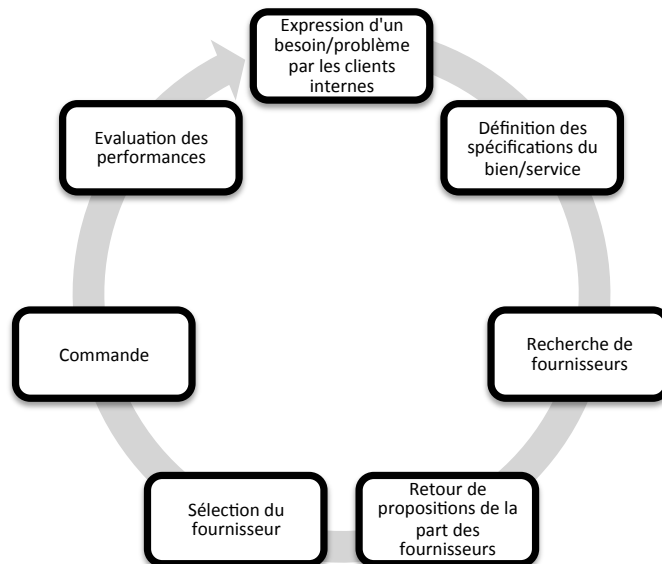 Expression d'un
besoin/problème
par les clients
internes
Définition des
spécifications du
bien/service
Recherche de
fournisseurs
Retour de
propositions de la
part des
fournisseurs
Sélection du
fournisseur
Commande
Evaluation des
performances